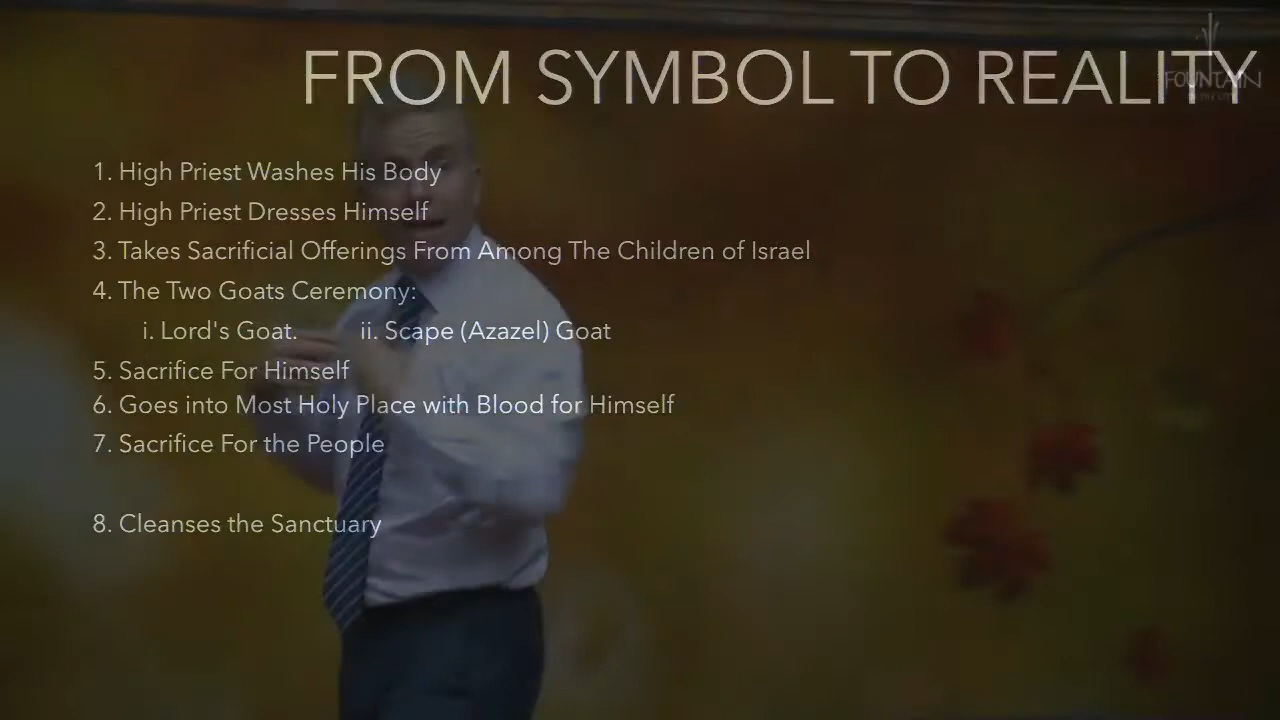 FROM SYMBOL TO REALITY
FOUNTAIN
1. High Priest Washes His Body
2. High Priest Dresses Himself
3. Takes Sacrificial Offerings From Among The Children of Israel
4. The Two Goats Ceremony:
i. Lord's Goat. ii. Scape (Azazel) Goat
5. Sacrifice For Himself
6. Goes into Most Holy Place with Blood for Himself
7. Sacrifice For the People
8. Cleanses the Sanctuary